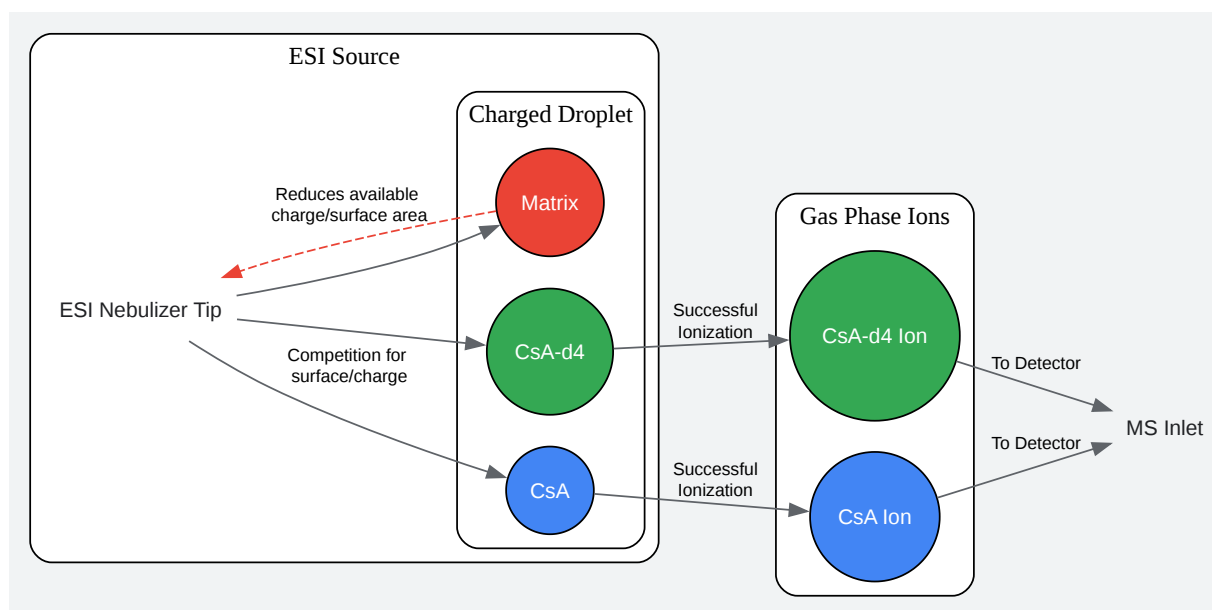 ESI Source
Charged Droplet
Matrix
Reduces available
charge/surface area
Gas Phase Ions
ESI Nebulizer Tip
CsA-d4
Successful
Ionization
CsA-d4 Ion
Competition for
surface/charge
To Detector
MS Inlet
To Detector
CsA
Successful
Ionization
CsA Ion